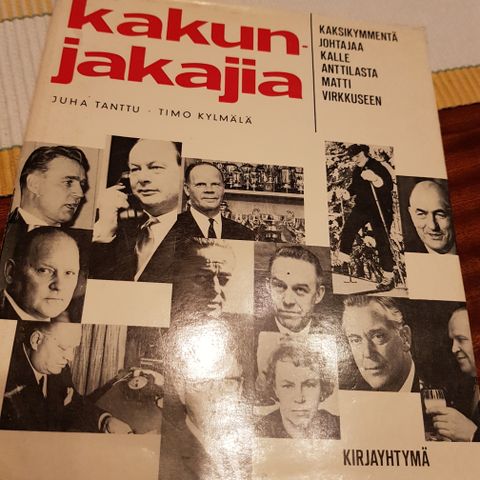 kakun-
jakajia
JUHA TANTTU · TIMO KYLMÄLÄ
KAKSIKYMMENTÄ
JOHTAJAA
KALLE
ANTTILASTA
MATTI
VIRKKUSEEN
KIRJAYHTYMÄ